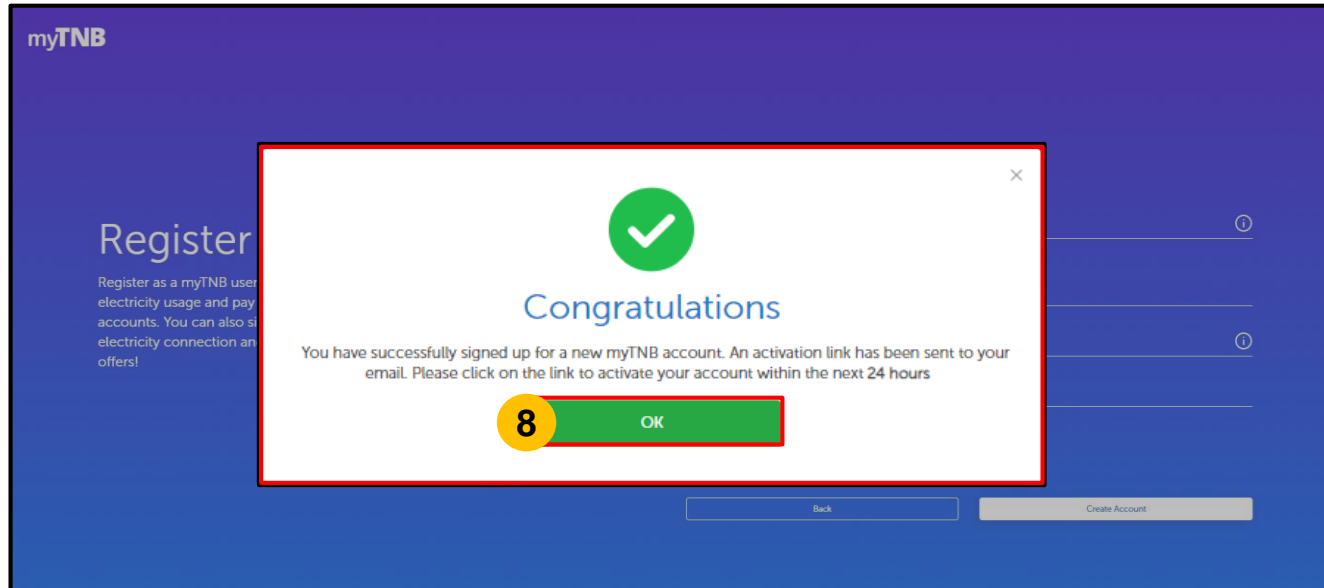 myTNB
Register
Register as a myTNB user
electricity usage and pay
accounts. You can also si
electricity connection an
offers!
Congratulations
You have successfully signed up for a new myTNB account. An activation link has been sent to your
email. Please click on the link to activate your account within the next 24 hours
8
OK
Back
Create Account